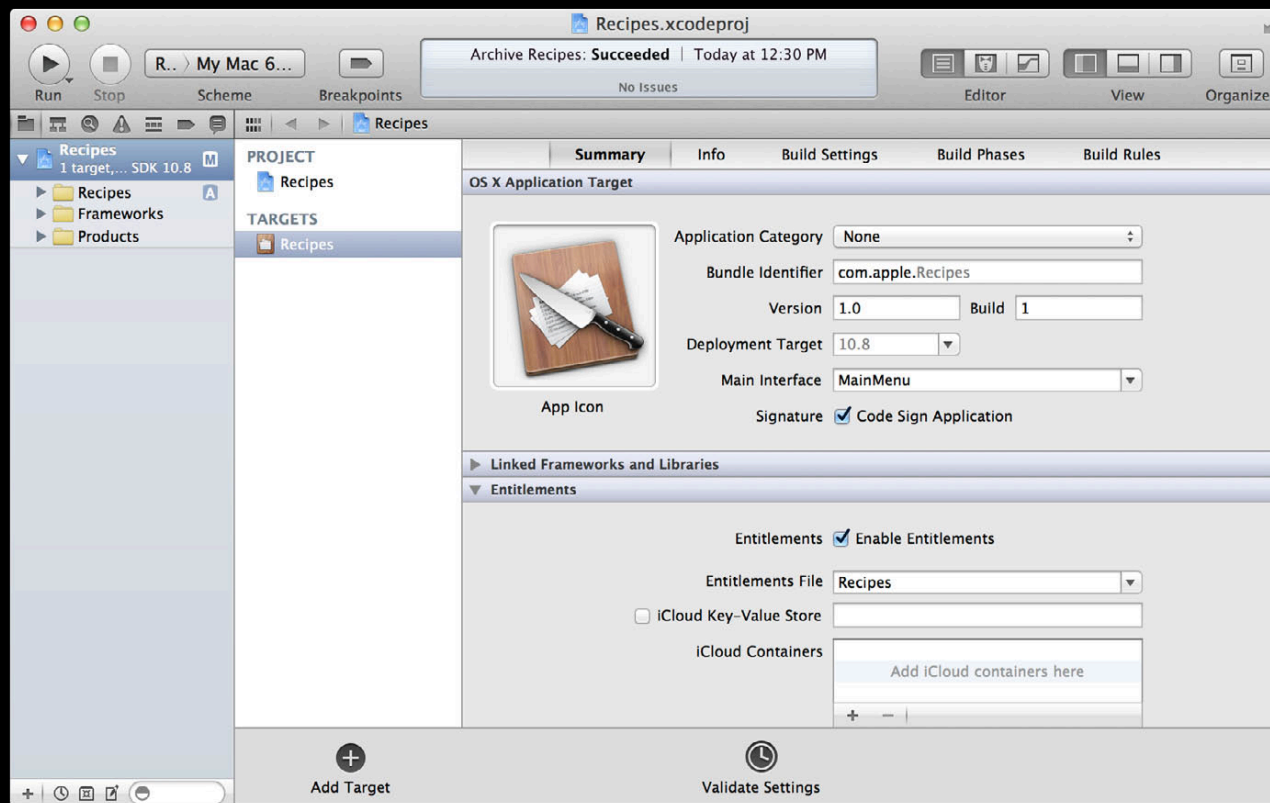 Recipes.xcodeproj
R.. 〉 My Mac 6...
Archive Recipes: Succeeded | Today at 12:30 PM
No Issues
Run Stop Scheme Breakpoints Editor View Organize
Recipes
Recipes M
1 target,... SDK 10.8
Recipes A
Frameworks
Products
PROJECT
Recipes
TARGETS
Recipes
Summary Info Build Settings Build Phases Build Rules
OS X Application Target
App Icon
Application Category None
Bundle Identifier com.apple.Recipes
Version 1.0 Build 1
Deployment Target 10.8
Main Interface MainMenu
Signature Code Sign Application
Linked Frameworks and Libraries
Entitlements
Entitlements Enable Entitlements
Entitlements File Recipes
iCloud Key-Value Store
iCloud Containers
Add iCloud containers here
Add Target Validate Settings